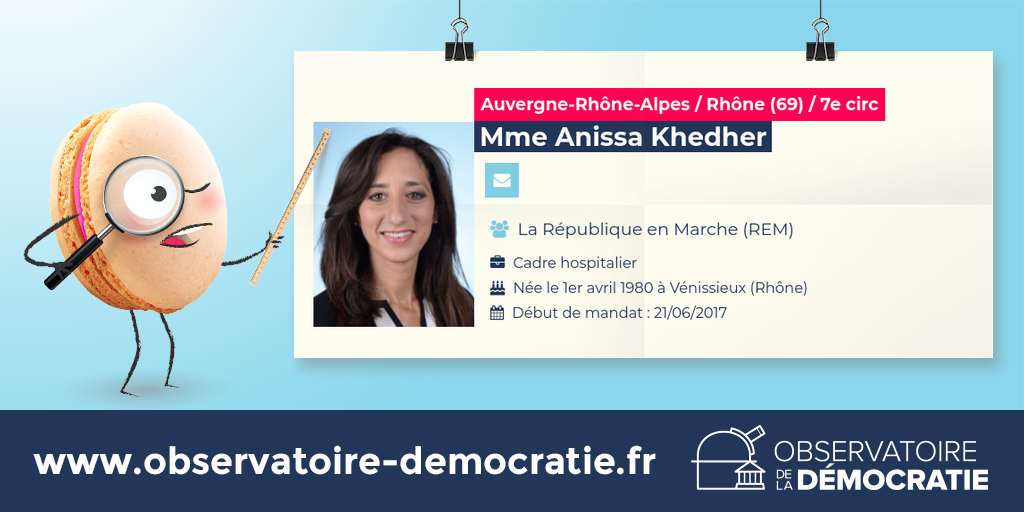 Auvergne-Rhône-Alpes / Rhône (69) / 7e circ
Mme Anissa Khedher
La République en Marche (REM)
Cadre hospitalier
Née le 1er avril 1980 à Vénissieux (Rhône)
Début de mandat : 21/06/2017
www.observatoire-democratie.fr
OBSERVATOIRE
DE LA DÉMOCRATIE